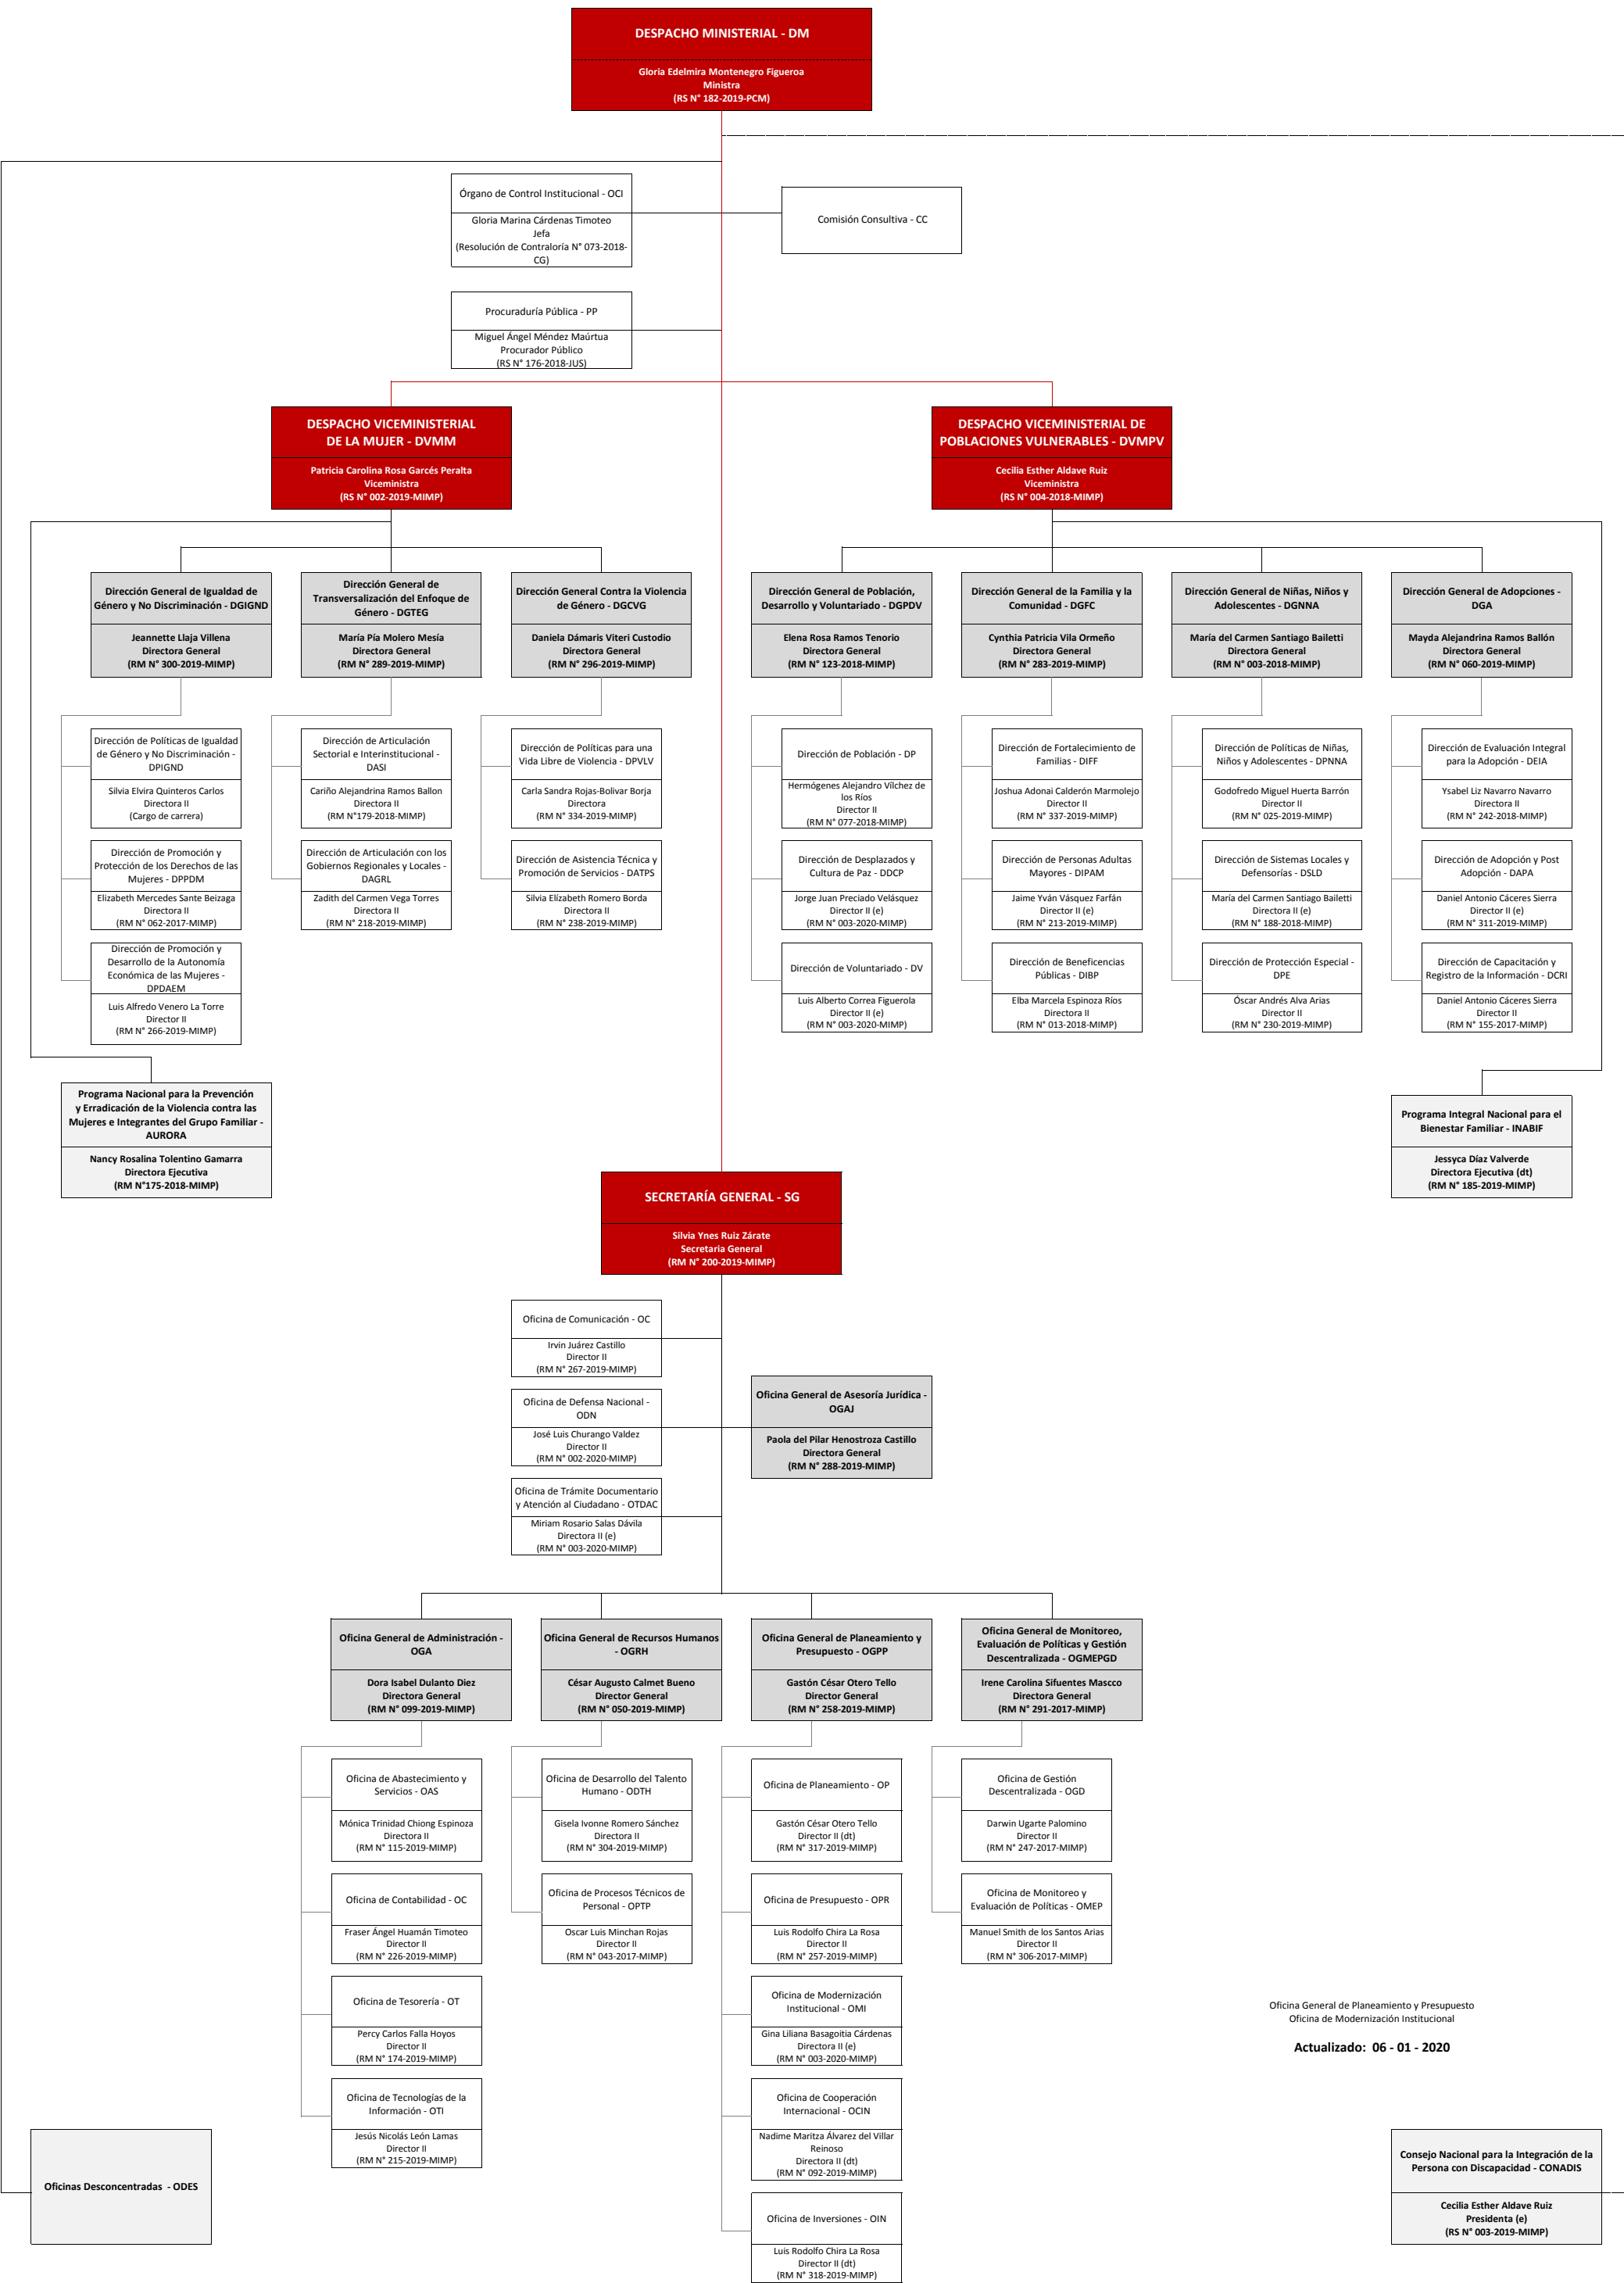 DESPACHO MINISTERIAL - DM
Gloria Edelmira Montenegro Figueroa
Ministra
(RS N° 182-2019-PCM)
Órgano de Control Institucional - OCI
Gloria Marina Cárdenas Timoteo
Jefa
(Resolución de Contraloría N° 073-2018-
CG)
Comisión Consultiva - CC
Procuraduría Pública - PP
Miguel Ángel Méndez Maúrtua
Procurador Público
(RS N° 176-2018-JUS)
DESPACHO VICEMINISTERIAL
DE LA MUJER - DVMM
Patricia Carolina Rosa Garcés Peralta
Viceministra
(RS N° 002-2019-MIMP)
DESPACHO VICEMINISTERIAL DE
POBLACIONES VULNERABLES - DVMPV
Cecilia Esther Aldave Ruiz
Viceministra
(RS N° 004-2018-MIMP)
Dirección General de Igualdad de
Género y No Discriminación - DGIGND
Jeannette Llaja Villena
Directora General
(RM N° 300-2019-MIMP)
Dirección General de
Transversalización del Enfoque de
Género - DGTEG
María Pía Molero Mesía
Directora General
(RM N° 289-2019-MIMP)
Dirección General Contra la Violencia
de Género - DGCVG
Daniela Dámaris Viteri Custodio
Directora General
(RM N° 296-2019-MIMP)
Dirección General de Población,
Desarrollo y Voluntariado - DGPDV
Elena Rosa Ramos Tenorio
Directora General
(RM N° 123-2018-MIMP)
Dirección General de la Familia y la
Comunidad - DGFC
Cynthia Patricia Vila Ormeño
Directora General
(RM N° 283-2019-MIMP)
Dirección General de Niñas, Niños y
Adolescentes - DGNNA
María del Carmen Santiago Bailetti
Directora General
(RM N° 003-2018-MIMP)
Dirección General de Adopciones -
DGA
Mayda Alejandrina Ramos Ballón
Directora General
(RM N° 060-2019-MIMP)
Dirección de Políticas de Igualdad
de Género y No Discriminación -
DPIGND
Silvia Elvira Quinteros Carlos
Directora II
(Cargo de carrera)
Dirección de Articulación
Sectorial e Interinstitucional -
DASI
Cariño Alejandrina Ramos Ballon
Directora II
(RM N°179-2018-MIMP)
Dirección de Políticas para una
Vida Libre de Violencia - DPVLV
Carla Sandra Rojas-Bolivar Borja
Directora
(RM N° 334-2019-MIMP)
Dirección de Población - DP
Hermógenes Alejandro Vílchez de
los Ríos
Director II
(RM N° 077-2018-MIMP)
Dirección de Fortalecimiento de
Familias - DIFF
Joshua Adonai Calderón Marmolejo
Director II
(RM N° 337-2019-MIMP)
Dirección de Políticas de Niñas,
Niños y Adolescentes - DPNNA
Godofredo Miguel Huerta Barrón
Director II
(RM N° 025-2019-MIMP)
Dirección de Evaluación Integral
para la Adopción - DEIA
Ysabel Liz Navarro Navarro
Directora II
(RM N° 242-2018-MIMP)
Dirección de Promoción y
Protección de los Derechos de las
Mujeres - DPPDM
Elizabeth Mercedes Sante Beizaga
Directora II
(RM N° 062-2017-MIMP)
Dirección de Articulación con los
Gobiernos Regionales y Locales -
DAGRL
Zadith del Carmen Vega Torres
Directora II
(RM N° 218-2019-MIMP)
Dirección de Asistencia Técnica y
Promoción de Servicios - DATPS
Silvia Elízabeth Romero Borda
Directora II
(RM N° 238-2019-MIMP)
Dirección de Desplazados y
Cultura de Paz - DDCP
Jorge Juan Preciado Velásquez
Director II (e)
(RM N° 003-2020-MIMP)
Dirección de Personas Adultas
Mayores - DIPAM
Jaime Yván Vásquez Farfán
Director II (e)
(RM N° 213-2019-MIMP)
Dirección de Sistemas Locales y
Defensorías - DSLD
María del Carmen Santiago Bailetti
Directora II (e)
(RM N° 188-2018-MIMP)
Dirección de Adopción y Post
Adopción - DAPA
Daniel Antonio Cáceres Sierra
Director II (e)
(RM N° 311-2019-MIMP)
Dirección de Promoción y
Desarrollo de la Autonomía
Económica de las Mujeres -
DPDAEM
Luis Alfredo Venero La Torre
Director II
(RM N° 266-2019-MIMP)
Dirección de Voluntariado - DV
Luis Alberto Correa Figuerola
Director II (e)
(RM N° 003-2020-MIMP)
Dirección de Beneficencias
Públicas - DIBP
Elba Marcela Espinoza Ríos
Directora II
(RM N° 013-2018-MIMP)
Dirección de Protección Especial -
DPE
Óscar Andrés Alva Arias
Director II
(RM N° 230-2019-MIMP)
Dirección de Capacitación y
Registro de la Información - DCRI
Daniel Antonio Cáceres Sierra
Director II
(RM N° 155-2017-MIMP)
Programa Nacional para la Prevención
y Erradicación de la Violencia contra las
Mujeres e Integrantes del Grupo Familiar -
AURORA
Nancy Rosalina Tolentino Gamarra
Directora Ejecutiva
(RM N°175-2018-MIMP)
Programa Integral Nacional para el
Bienestar Familiar - INABIF
Jessyca Díaz Valverde
Directora Ejecutiva (dt)
(RM N° 185-2019-MIMP)
SECRETARÍA GENERAL - SG
Silvia Ynes Ruiz Zárate
Secretaria General
(RM N° 200-2019-MIMP)
Oficina de Comunicación - OC
Irvin Juárez Castillo
Director II
(RM N° 267-2019-MIMP)
Oficina de Defensa Nacional -
ODN
José Luis Churango Valdez
Director II
(RM N° 002-2020-MIMP)
Oficina General de Asesoría Jurídica -
OGAJ
Paola del Pilar Henostroza Castillo
Directora General
(RM N° 288-2019-MIMP)
Oficina de Trámite Documentario
y Atención al Ciudadano - OTDAC
Miriam Rosario Salas Dávila
Directora II (e)
(RM N° 003-2020-MIMP)
Oficina General de Administración -
OGA
Dora Isabel Dulanto Diez
Directora General
(RM N° 099-2019-MIMP)
Oficina General de Recursos Humanos
- OGRH
César Augusto Calmet Bueno
Director General
(RM N° 050-2019-MIMP)
Oficina General de Planeamiento y
Presupuesto - OGPP
Gastón César Otero Tello
Director General
(RM N° 258-2019-MIMP)
Oficina General de Monitoreo,
Evaluación de Políticas y Gestión
Descentralizada - OGMEPGD
Irene Carolina Sifuentes Mascco
Directora General
(RM N° 291-2017-MIMP)
Oficina de Abastecimiento y
Servicios - OAS
Mónica Trinidad Chiong Espinoza
Directora II
(RM N° 115-2019-MIMP)
Oficina de Desarrollo del Talento
Humano - ODTH
Gisela Ivonne Romero Sánchez
Directora II
(RM N° 304-2019-MIMP)
Oficina de Planeamiento - OP
Gastón César Otero Tello
Director II (dt)
(RM N° 317-2019-MIMP)
Oficina de Gestión
Descentralizada - OGD
Darwin Ugarte Palomino
Director II
(RM N° 247-2017-MIMP)
Oficina de Contabilidad - OC
Fraser Ángel Huamán Timoteo
Director II
(RM N° 226-2019-MIMP)
Oficina de Procesos Técnicos de
Personal - OPTP
Oscar Luis Minchan Rojas
Director II
(RM N° 043-2017-MIMP)
Oficina de Presupuesto - OPR
Luis Rodolfo Chira La Rosa
Director II
(RM N° 257-2019-MIMP)
Oficina de Monitoreo y
Evaluación de Políticas - OMEP
Manuel Smith de los Santos Arias
Director II
(RM N° 306-2017-MIMP)
Oficina de Tesorería - OT
Percy Carlos Falla Hoyos
Director II
(RM N° 174-2019-MIMP)
Oficina de Modernización
Institucional - OMI
Gina Liliana Basagoitia Cárdenas
Directora II (e)
(RM N° 003-2020-MIMP)
Oficina General de Planeamiento y Presupuesto
Oficina de Modernización Institucional
Actualizado: 06 - 01 - 2020
Oficina de Tecnologías de la
Información - OTI
Jesús Nicolás León Lamas
Director II
(RM N° 215-2019-MIMP)
Oficina de Cooperación
Internacional - OCIN
Nadime Maritza Álvarez del Villar
Reinoso
Directora II (dt)
(RM N° 092-2019-MIMP)
Oficinas Desconcentradas - ODES
Consejo Nacional para la Integración de la
Persona con Discapacidad - CONADIS
Cecilia Esther Aldave Ruiz
Presidenta (e)
(RS N° 003-2019-MIMP)
Oficina de Inversiones - OIN
Luis Rodolfo Chira La Rosa
Director II (dt)
(RM N° 318-2019-MIMP)